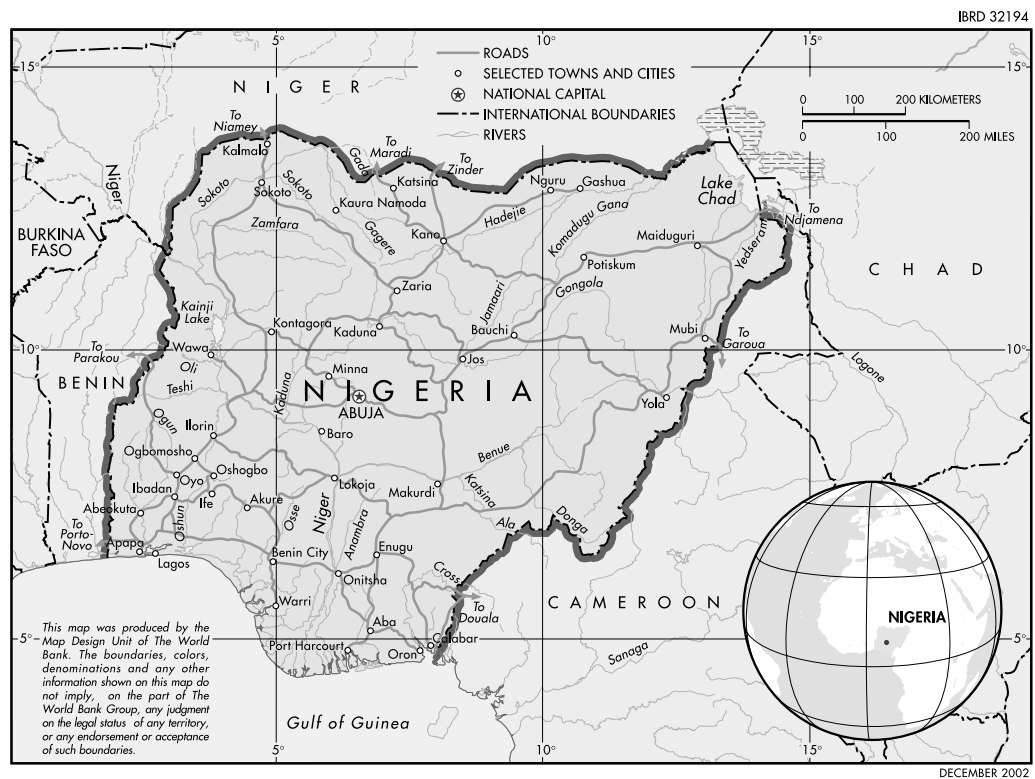 IBRD 32194
5°
10°
15°
ROADS
SELECTED TOWNS AND CITIES
NATIONAL CAPITAL
INTERNATIONAL BOUNDARIES
RIVERS
0 100 200 KILOMETERS
0 100 200 MILES
15°
15°
N I G E R
To
Niamey
Kalmalo
Gada
To
Maradi
To
Zinder
Katsina
Nguru
Gashua
Lake
Chad
To
Ndjamena
Niger
Sokoto
Sokoto
Sokoto
Kaura Namoda
Zamfara
Gagere
Kano
Hadejie
Komadugu Gana
Maiduguri
Yedseram
BURKINA
FASO
Potiskum
Gongola
C H A D
Zaria
Jamaari
Kainji
Lake
Kontagora
Kaduna
Bauchi
Mubi
To
Garoua
10°
10°
To
Parakou
Wawa
Oli
Jos
Logone
BENIN
Teshi
Minna
Kaduna
N I G E R I A
ABUJA
Yola
Ogun
Ilorin
Baro
Ogbomosho
Benue
Oshogbo
Oyo
Ibadan
Ife
Lokoja
Makurdi
Katsina
Ala
Donga
Abeokuta
Akure
Osse
Niger
Anambra
Oshun
To
Porto-
Novo
Apapa
Lagos
Benin City
Enugu
Onitsha
Cross
To
Douala
C A M E R O O N
NIGERIA
Warri
Aba
5°
5°
Port Harcourt
Oron
Calabar
Sanaga
This map was produced by the
Map Design Unit of The World
Bank. The boundaries, colors,
denominations and any other
information shown on this map do
not imply, on the part of The
World Bank Group, any judgment
on the legal status of any territory,
or any endorsement or acceptance
of such boundaries.
Gulf of Guinea
5°
10°
15°
DECEMBER 2002